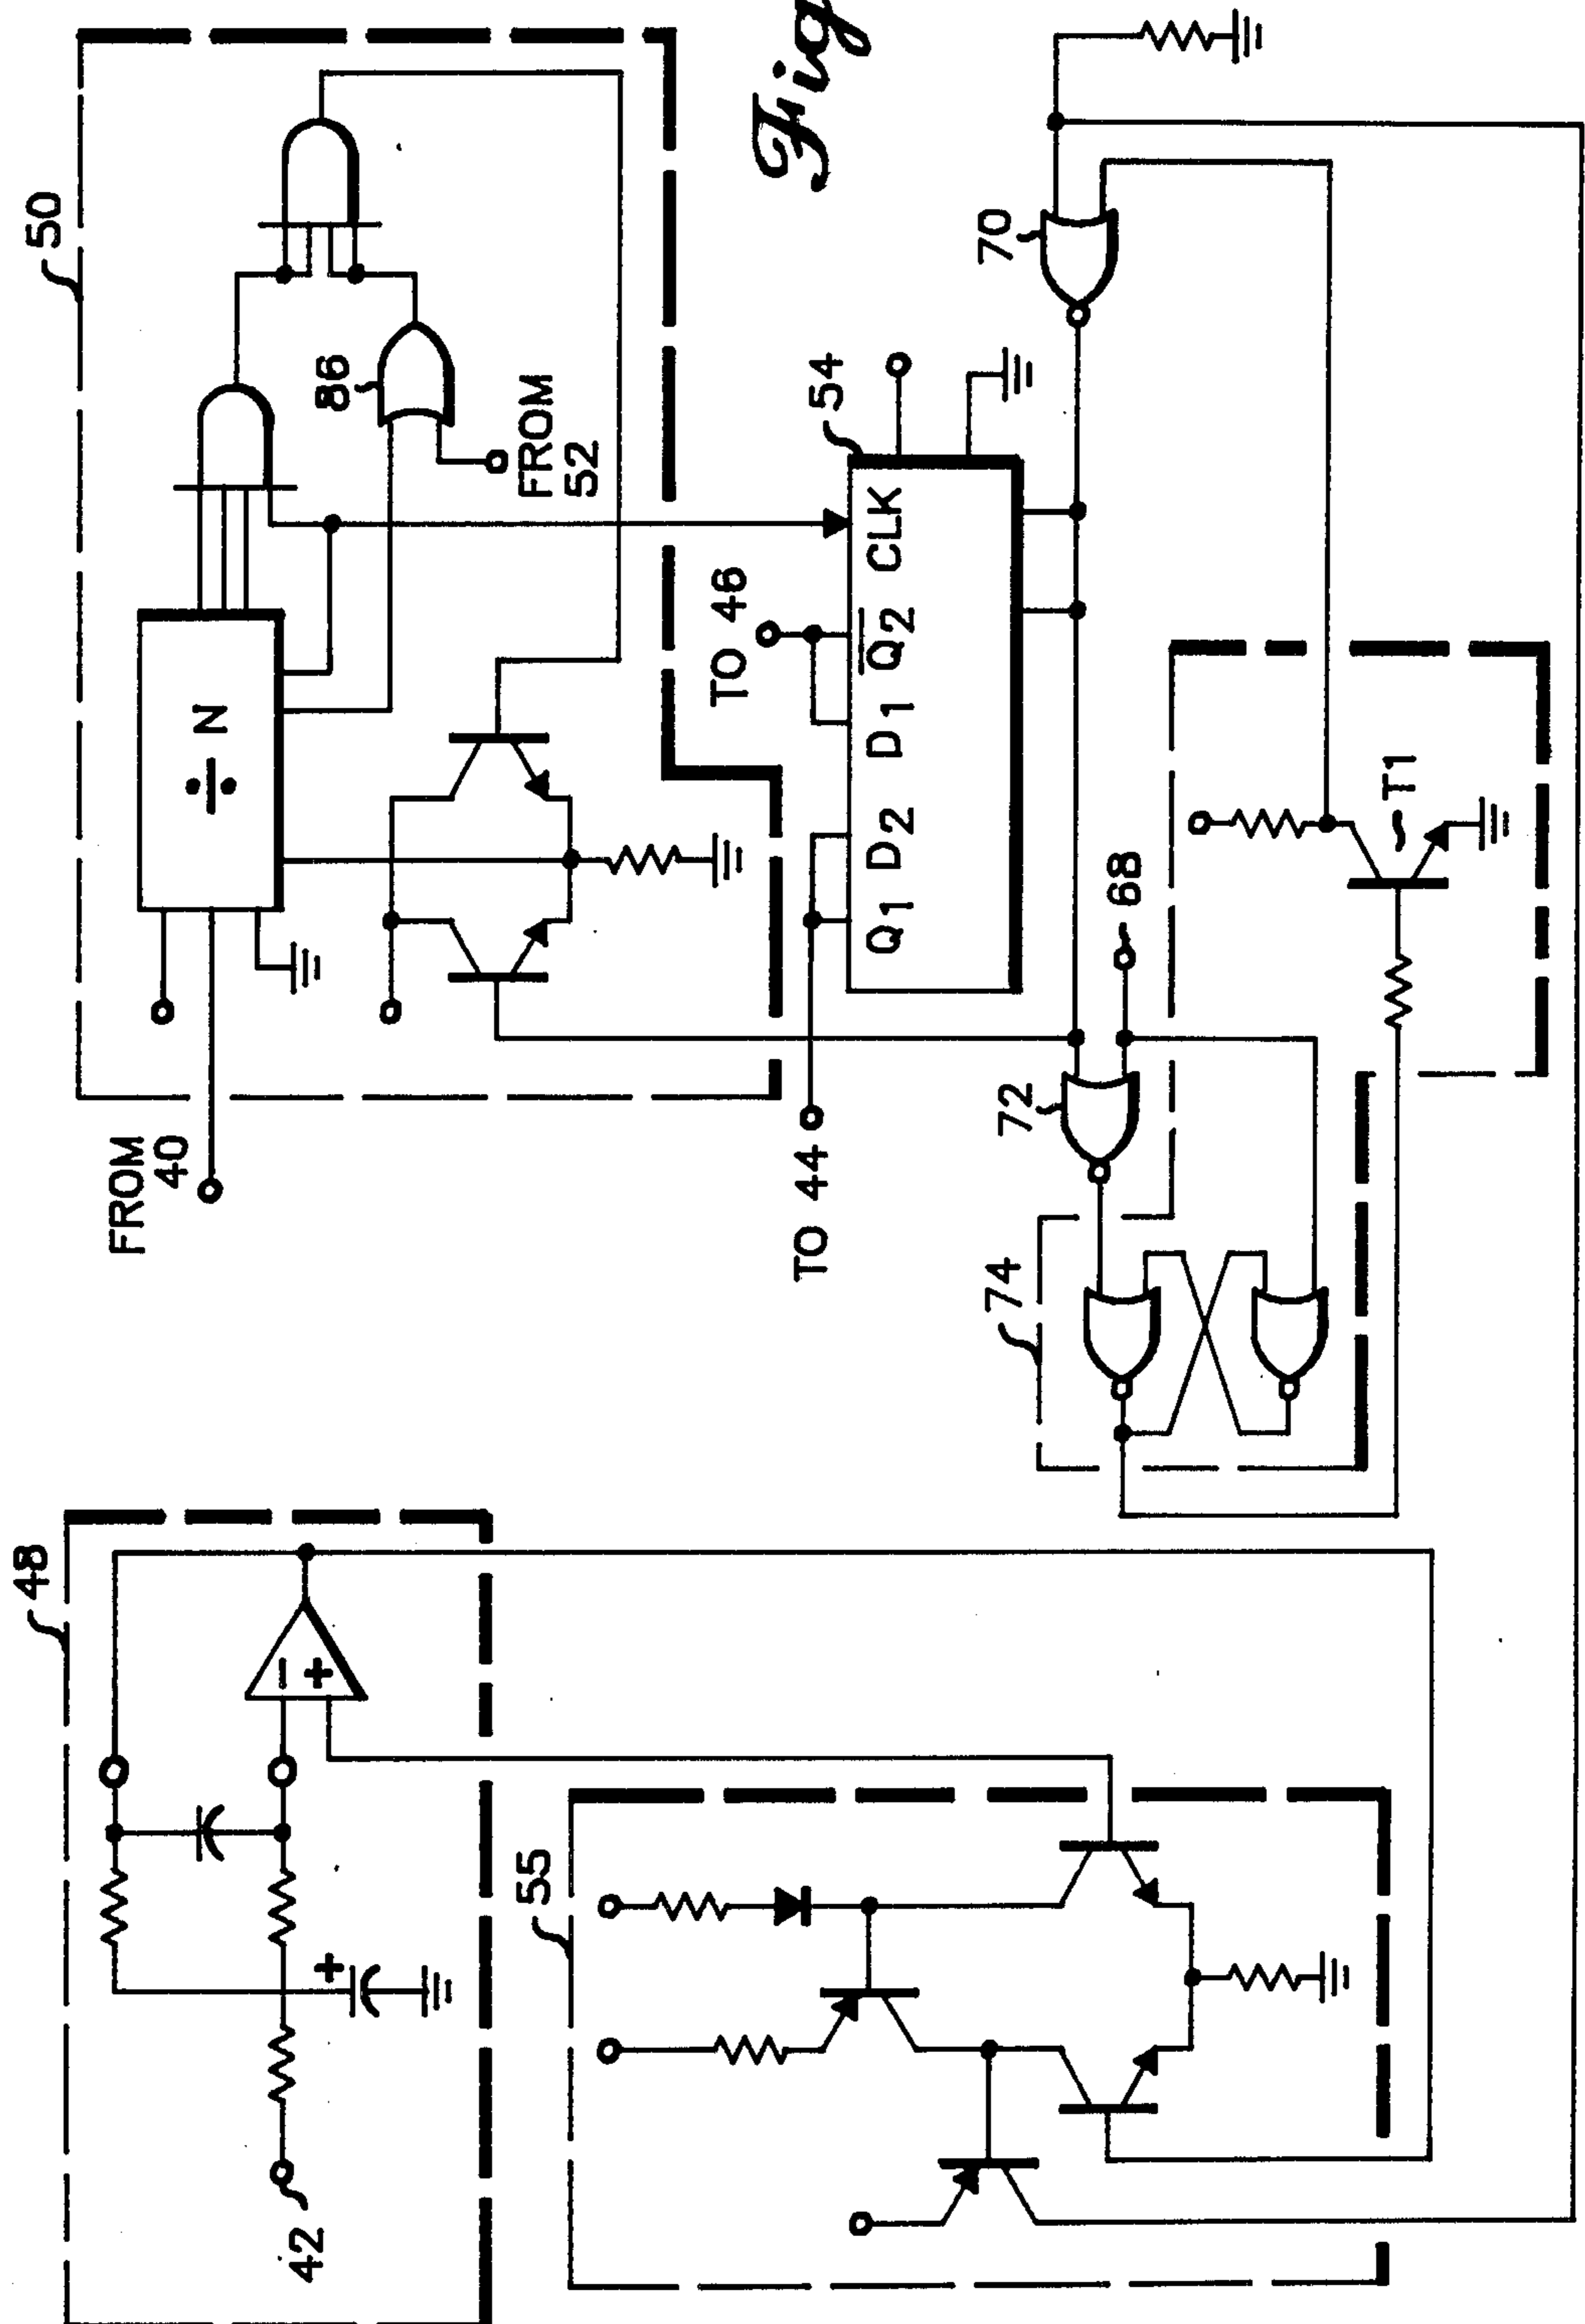 48
50
FROM
40
÷ N
−
+
+
42
86
FROM
52
55
TO 46
Fig
TO 44
54
Q1 D2 D1 Q̅2 CLK
74
72
70
68
T1